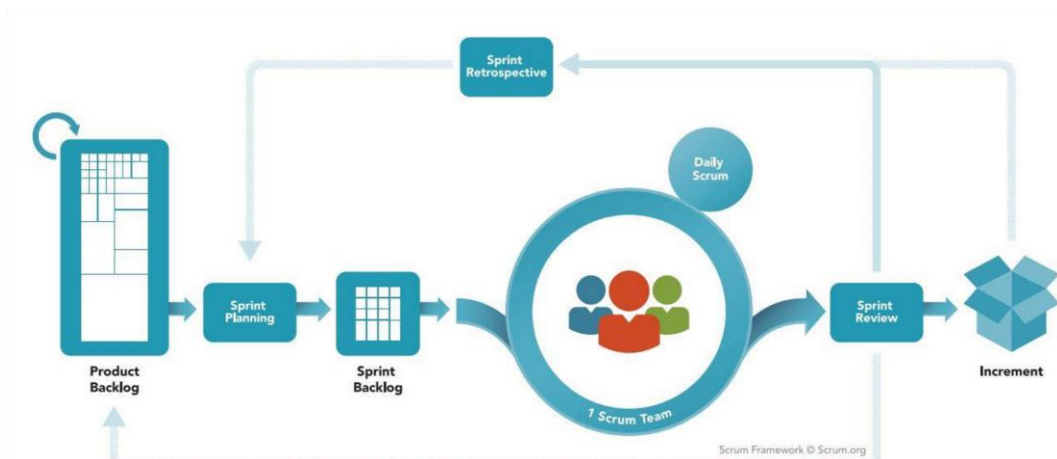 Sprint
Retrospective
Daily
Scrum
Product
Backlog
Sprint
Planning
Sprint
Backlog
1 Scrum Team
Sprint
Review
Increment
Scrum Framework © Scrum.org